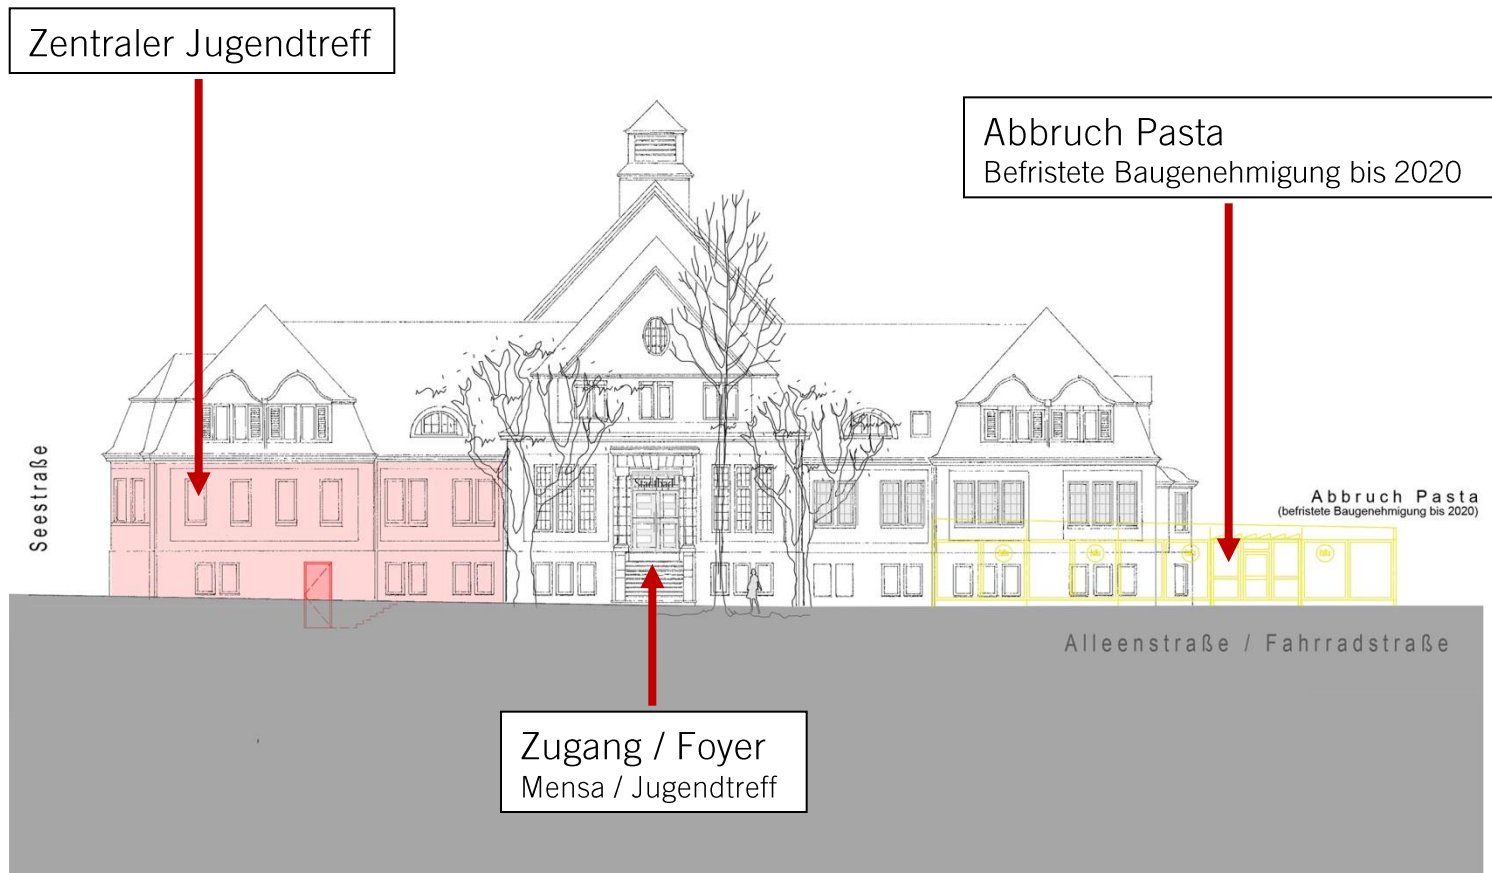 Zentraler Jugendtreff
Abbruch Pasta
Befristete Baugenehmigung bis 2020
Stadtbad
Seestraße
Abbruch Pasta
(befristete Baugenehmigung bis 2020)
Alleenstraße / Fahrradstraße
Zugang / Foyer
Mensa / Jugendtreff